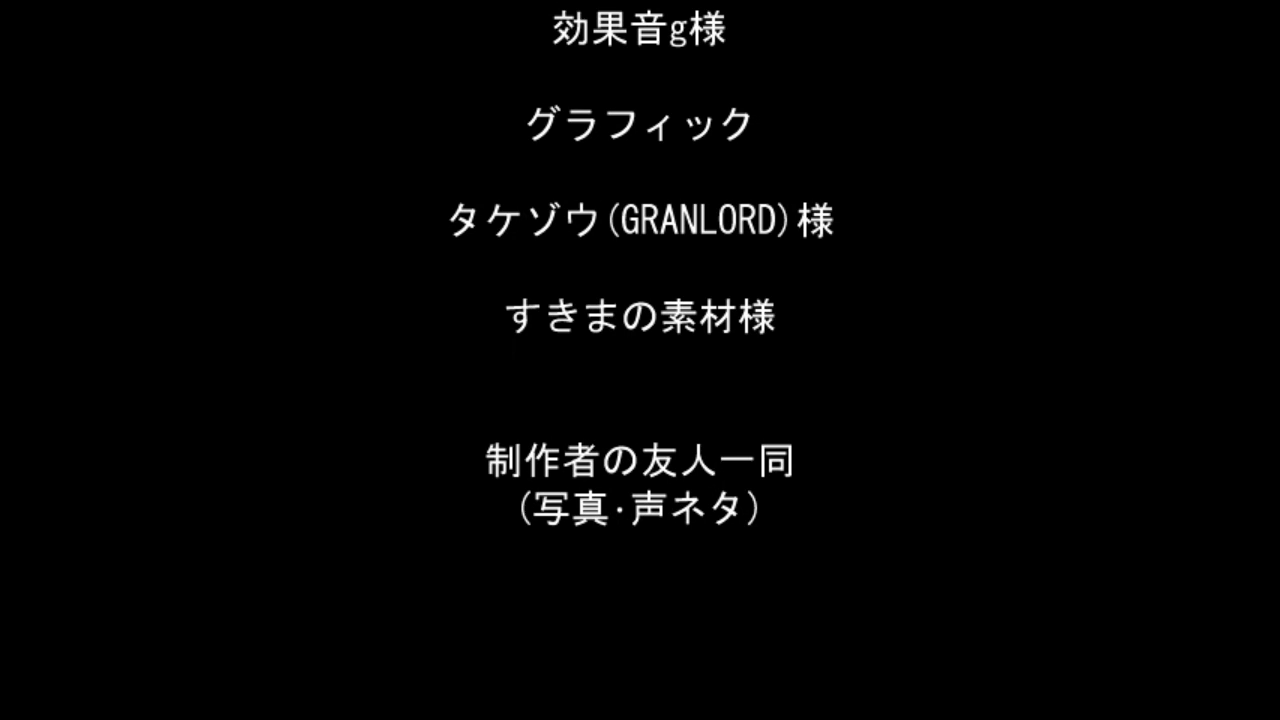 効果音g様
グラフィック
タケゾウ(GRANLORD)様
すきまの素材様
制作者の友人一同
(写真・声ネタ)